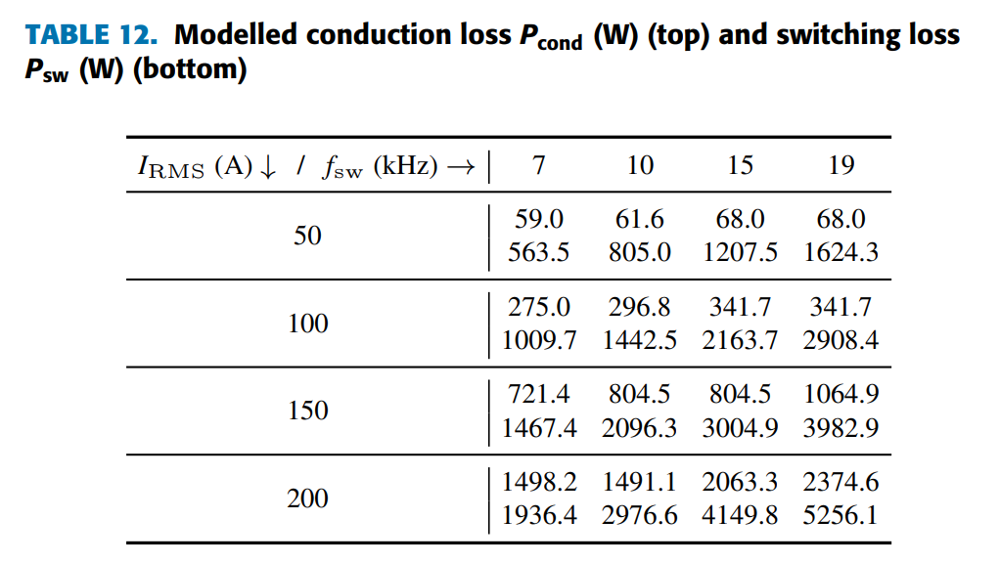 TABLE 12. Modelled conduction loss Pcond (W) (top) and switching loss
Psw (W) (bottom)
IRMS (A) ↓ / fsw (kHz) → 7 10 15 19
59.0 61.6 68.0 68.0
50
563.5 805.0 1207.5 1624.3
275.0 296.8 341.7 341.7
100
1009.7 1442.5 2163.7 2908.4
721.4 804.5 804.5 1064.9
150
1467.4 2096.3 3004.9 3982.9
1498.2 1491.1 2063.3 2374.6
200
1936.4 2976.6 4149.8 5256.1